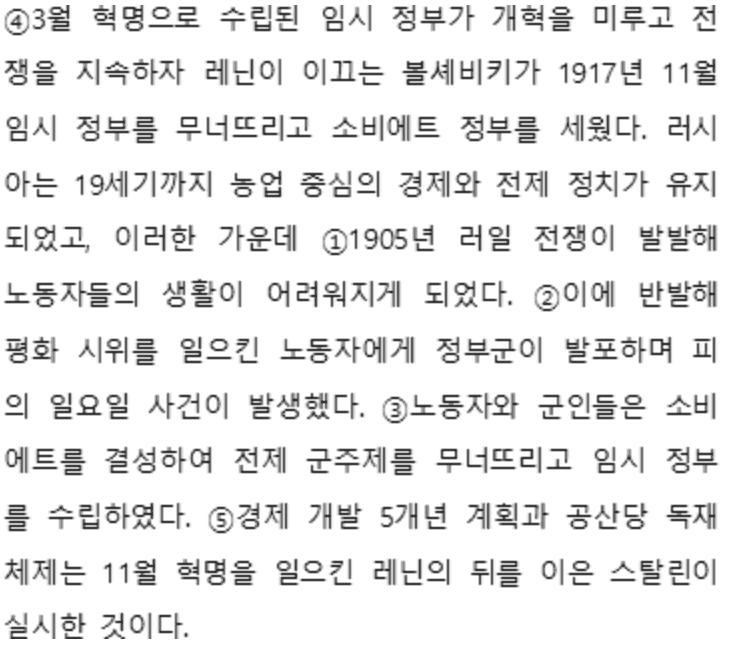 ④3월 혁명으로 수립된 임시 정부가 개혁을 미루고 전
쟁을 지속하자 레닌이 이끄는 볼셰비키가 1917년 11월
임시 정부를 무너뜨리고 소비에트 정부를 세웠다. 러시
아는 19세기까지 농업 중심의 경제와 전제 정치가 유지
되었고, 이러한 가운데 ①1905년 러일 전쟁이 발발해
노동자들의 생활이 어려워지게 되었다. ②이에 반발해
평화 시위를 일으킨 노동자에게 정부군이 발포하며 피
의 일요일 사건이 발생했다. ③노동자와 군인들은 소비
에트를 결성하여 전제 군주제를 무너뜨리고 임시 정부
를 수립하였다. ⑤경제 개발 5개년 계획과 공산당 독재
체제는 11월 혁명을 일으킨 레닌의 뒤를 이은 스탈린이
실시한 것이다.